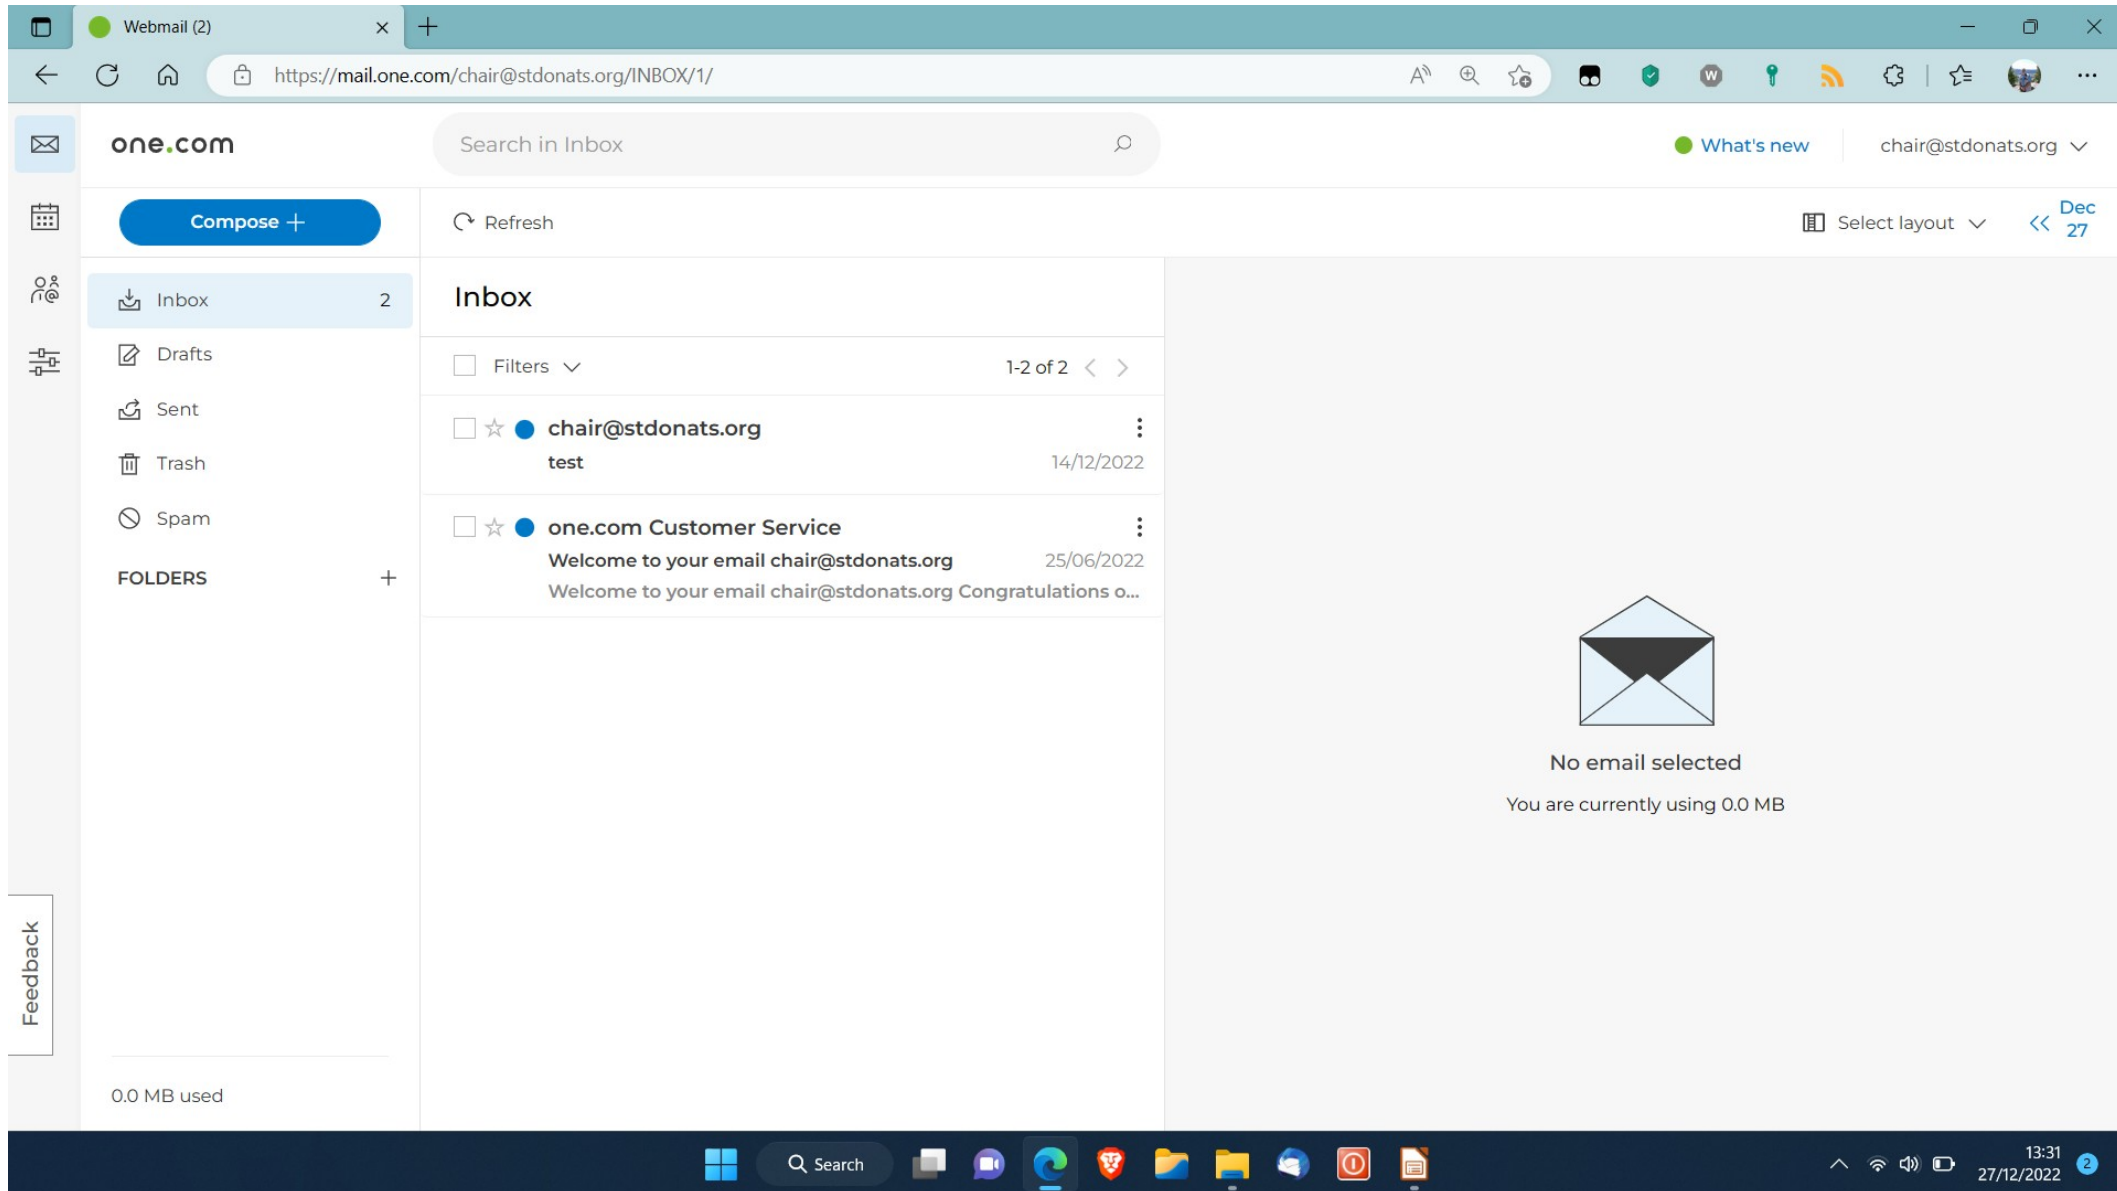 Webmail (2)
https://mail.one.com/chair@stdonats.org/INBOX/1/
one.com
Search in Inbox
What's new
chair@stdonats.org
Compose
Refresh
Select layout
Dec
27
Inbox 2
Drafts
Sent
Trash
Spam
FOLDERS
Inbox
Filters
1-2 of 2
chair@stdonats.org
test 14/12/2022
one.com Customer Service
Welcome to your email chair@stdonats.org 25/06/2022
Welcome to your email chair@stdonats.org Congratulations o...
No email selected
You are currently using 0.0 MB
Feedback
0.0 MB used
Search
13:31
27/12/2022
2